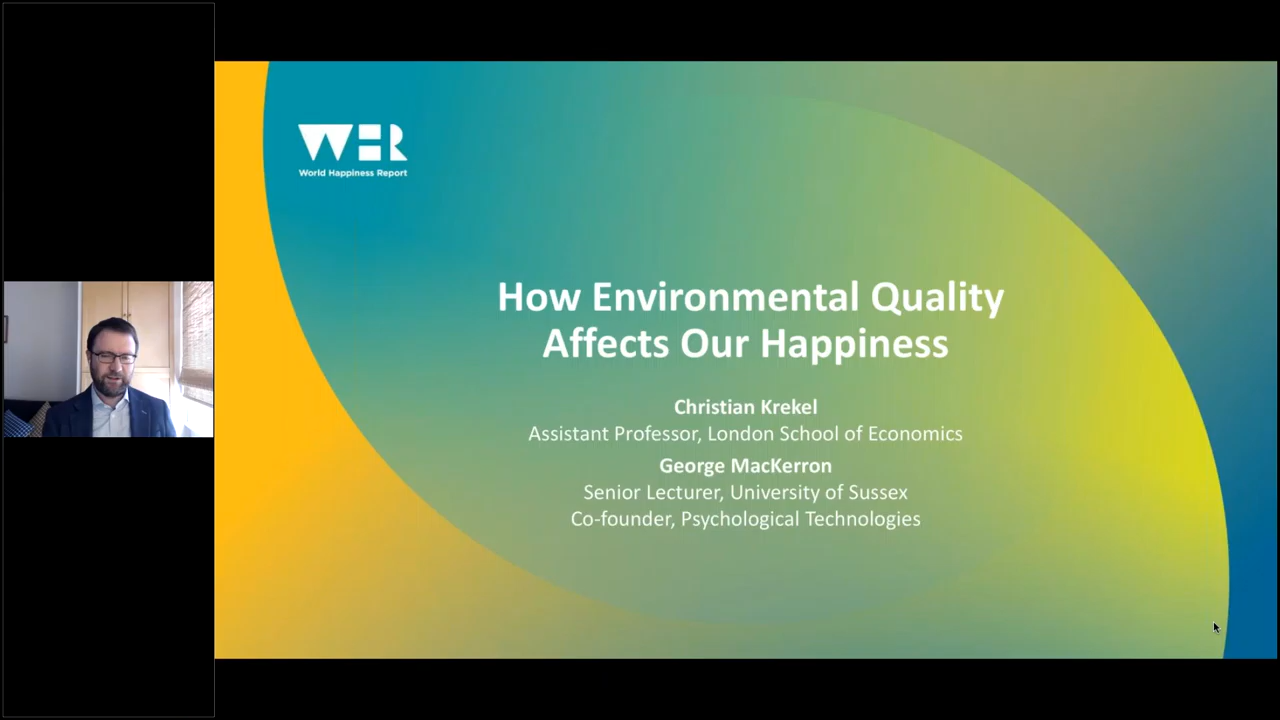 WHR
World Happiness Report
How Environmental Quality
Affects Our Happiness
Christian Krekel
Assistant Professor, London School of Economics
George MacKerron
Senior Lecturer, University of Sussex
Co-founder, Psychological Technologies